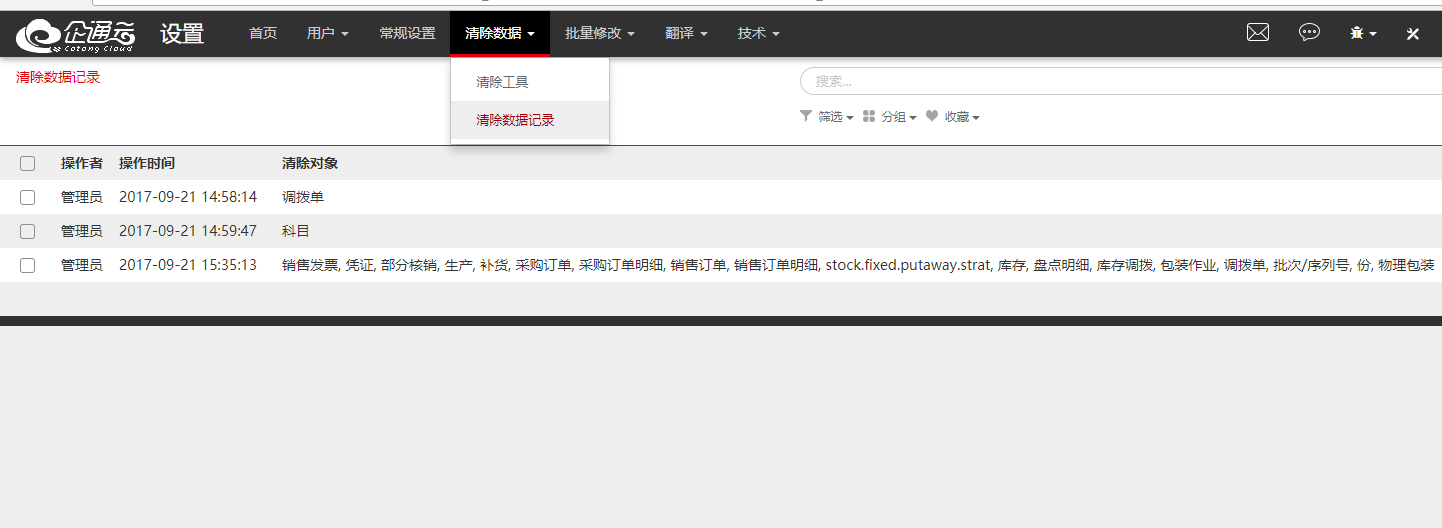 企通云 Cotong Cloud 设置 首页 用户 常规设置 清除数据 批量修改 翻译 技术
清除数据记录 搜索...
清除工具
清除数据记录
筛选 分组 收藏
操作者 操作时间 清除对象
管理员 2017-09-21 14:58:14 调拨单
管理员 2017-09-21 14:59:47 科目
管理员 2017-09-21 15:35:13 销售发票, 凭证, 部分核销, 生产, 补货, 采购订单, 采购订单明细, 销售订单, 销售订单明细, stock.fixed.putaway.strat, 库存, 盘点明细, 库存调拨, 包装作业, 调拨单, 批次/序列号, 份, 物理包装